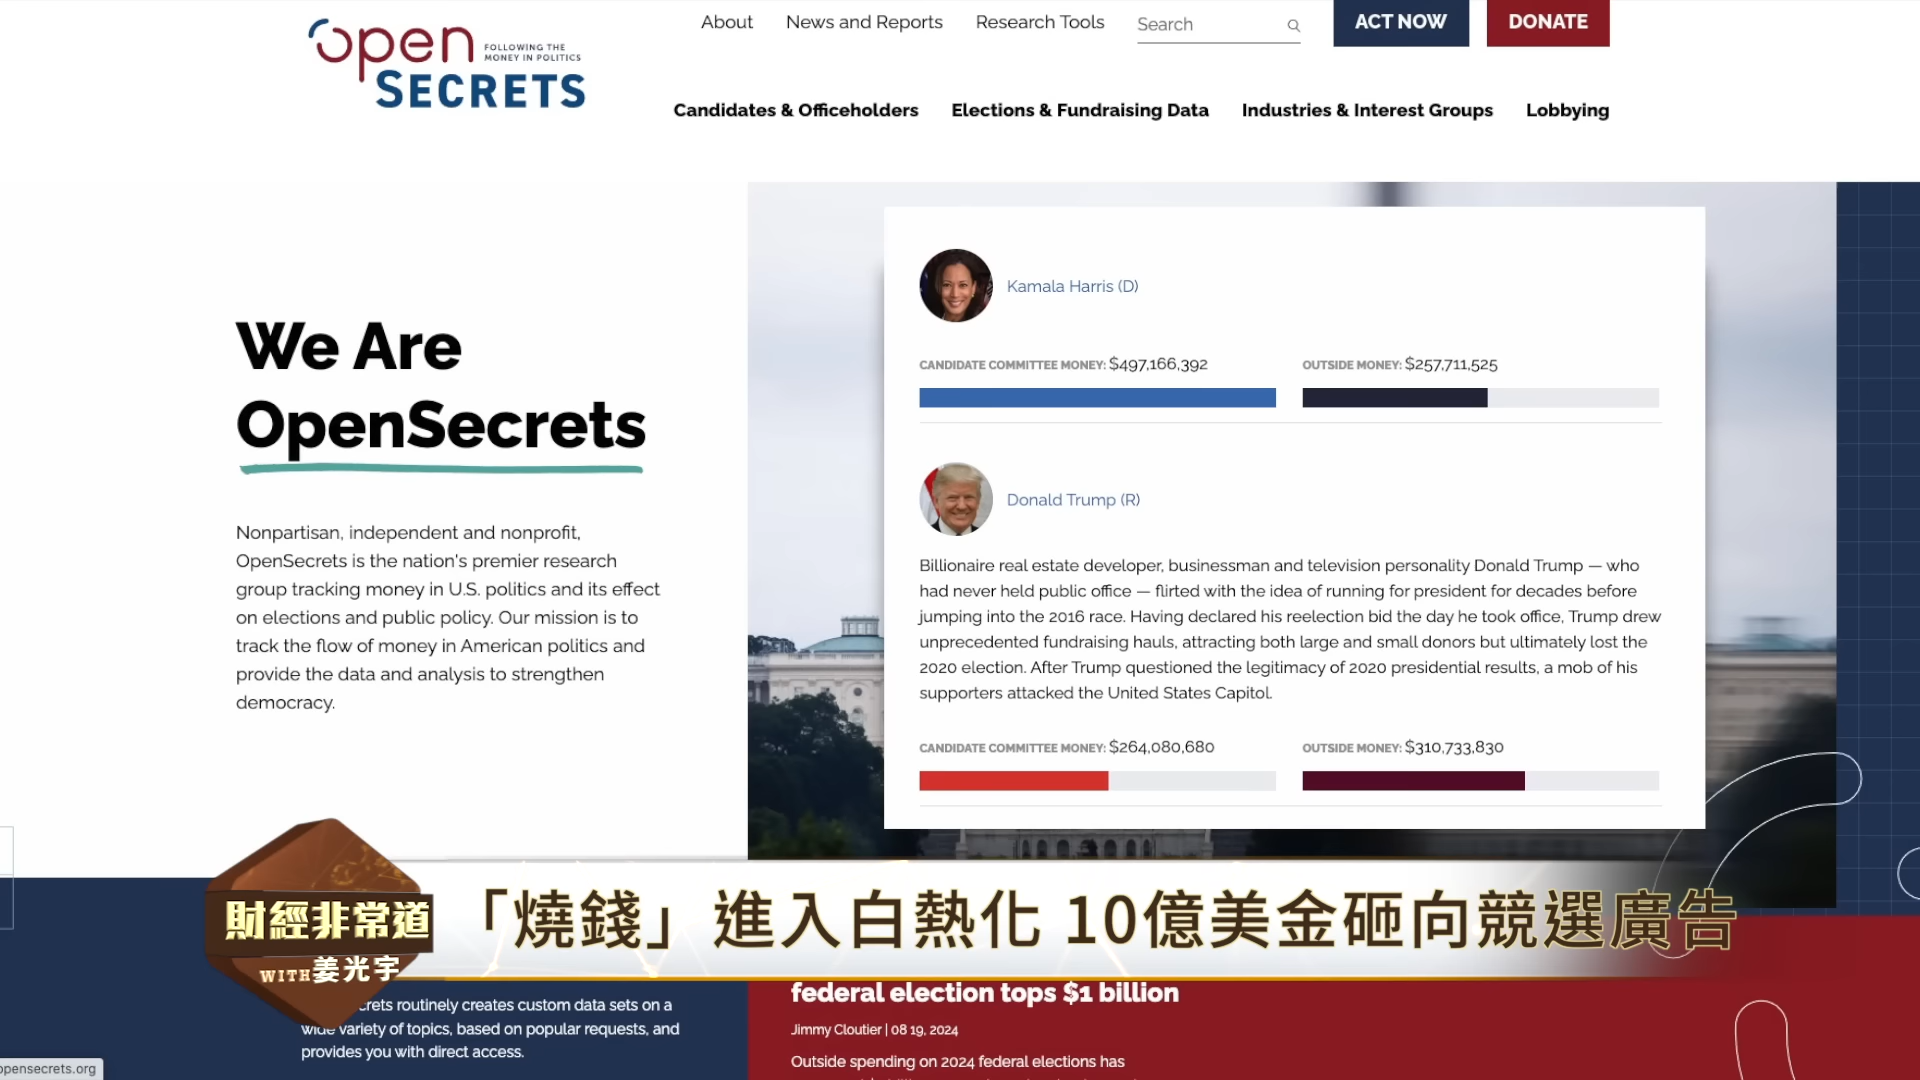 open
SECRETS
FOLLOWING THE
MONEY IN POLITICS
About
News and Reports
Research Tools
Search
ACT NOW
DONATE
Candidates & Officeholders
Elections & Fundraising Data
Industries & Interest Groups
Lobbying
We Are
OpenSecrets
Nonpartisan, independent and nonprofit,
OpenSecrets is the nation's premier research
group tracking money in U.S. politics and its effect
on elections and public policy. Our mission is to
track the flow of money in American politics and
provide the data and analysis to strengthen
democracy.
Kamala Harris (D)
CANDIDATE COMMITTEE MONEY: $497,166,392
OUTSIDE MONEY: $257,711,525
Donald Trump (R)
Billionaire real estate developer, businessman and television personality Donald Trump — who
had never held public office — flirted with the idea of running for president for decades before
jumping into the 2016 race. Having declared his reelection bid the day he took office, Trump drew
unprecedented fundraising hauls, attracting both large and small donors but ultimately lost the
2020 election. After Trump questioned the legitimacy of 2020 presidential results, a mob of his
supporters attacked the United States Capitol.
CANDIDATE COMMITTEE MONEY: $264,080,680
OUTSIDE MONEY: $310,733,830
財經非常道
WITH姜光宇
「燒錢」進入白熱化 10億美金砸向競選廣告
crets routinely creates custom data sets on a
wide variety of topics, based on popular requests, and
provides you with direct access.
federal election tops $1 billion
Jimmy Cloutier | 08 19, 2024
Outside spending on 2024 federal elections has
opensecrets.org